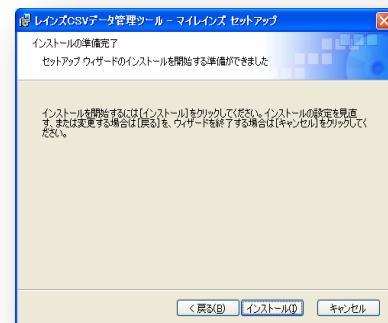 レインズCSVデータ管理ツール - マイレインズ セットアップ
インストールの準備完了
セットアップ ウィザードのインストールを開始する準備ができました
インストールを開始するには[インストール]をクリックしてください。インストールの設定を見直
す、または変更する場合は[戻る]を、ウィザードを終了する場合は[キャンセル]をクリックしてく
ださい。
< 戻る(B) インストール(I) キャンセル